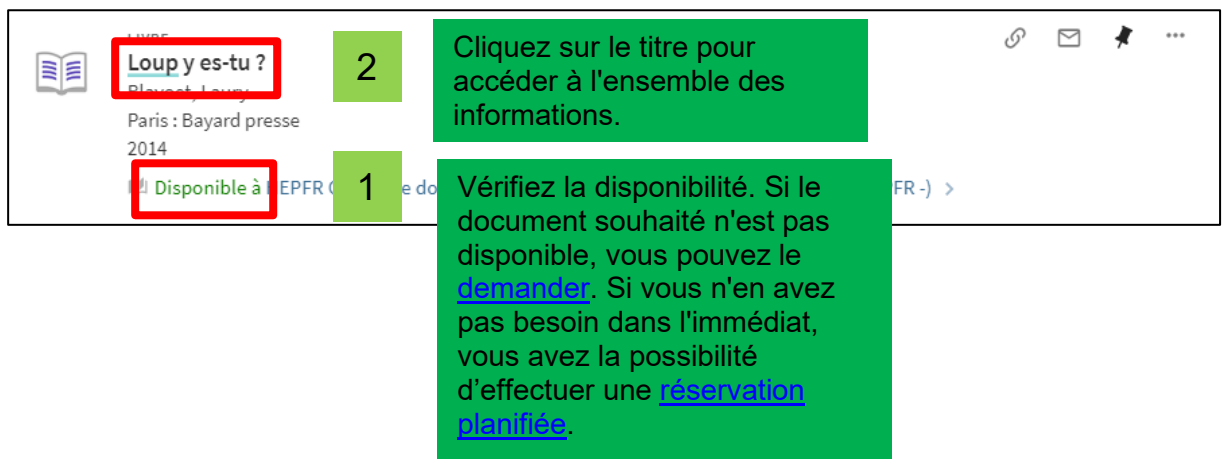 Loup y es-tu ?
Paris : Bayard presse
2014
Disponible à EPFR
e do
FR -) >
2
Cliquez sur le titre pour
accéder à l'ensemble des
informations.
1
Vérifiez la disponibilité. Si le
document souhaité n'est pas
disponible, vous pouvez le
demander. Si vous n'en avez
pas besoin dans l'immédiat,
vous avez la possibilité
d’effectuer une réservation
planifiée.